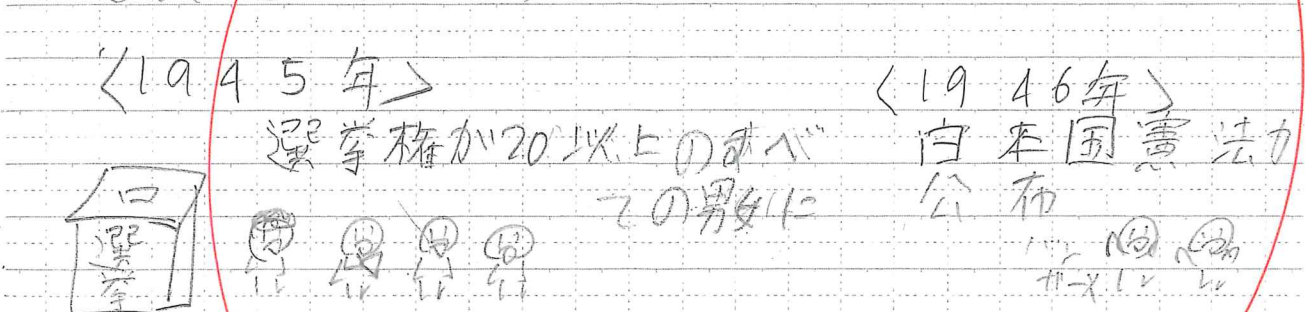 〈1945年〉
選挙権が20以上のすべ
ての男女に
〈1946年〉
日本国憲法が
公布
選挙